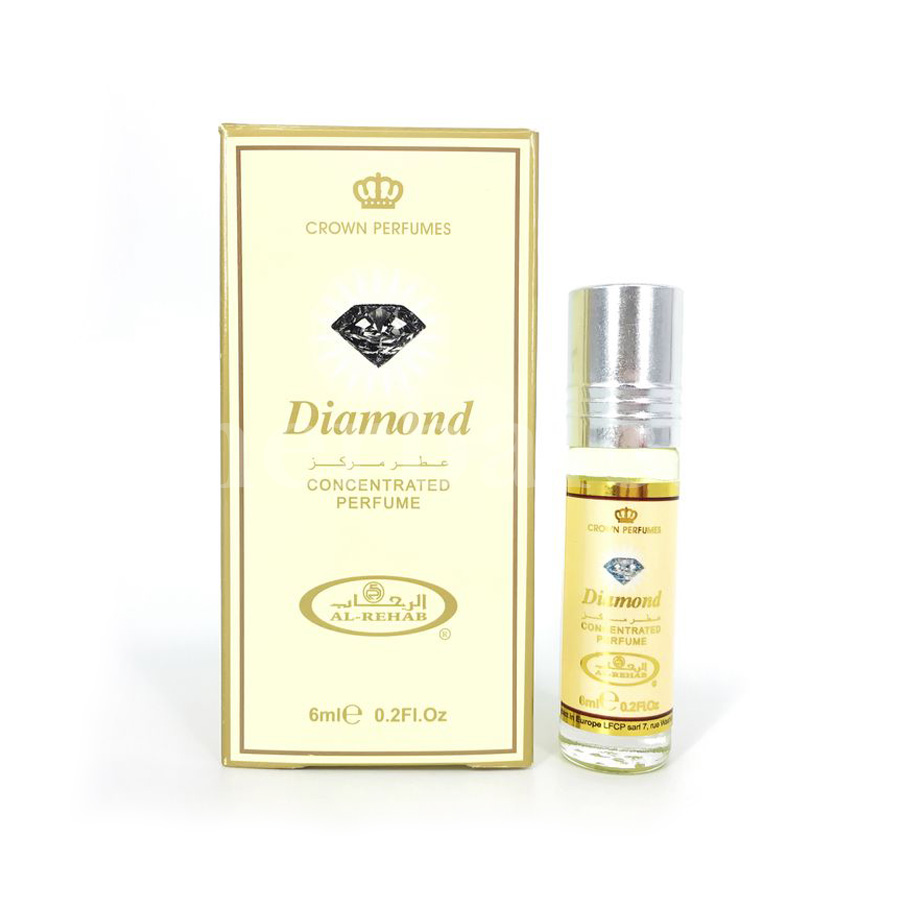 CROWN PERFUMES
Diamond
عطر مركز
CONCENTRATED
PERFUME
الرحاب
AL-REHAB
®
6ml℮ 0.2Fl.Oz
CROWN PERFUMES
Diamond
عطر مركز
CONCENTRATED
PERFUME
الرحاب
AL-REHAB
6ml℮ 0.2Fl.Oz
in Europe LFCP sarl 7, rue